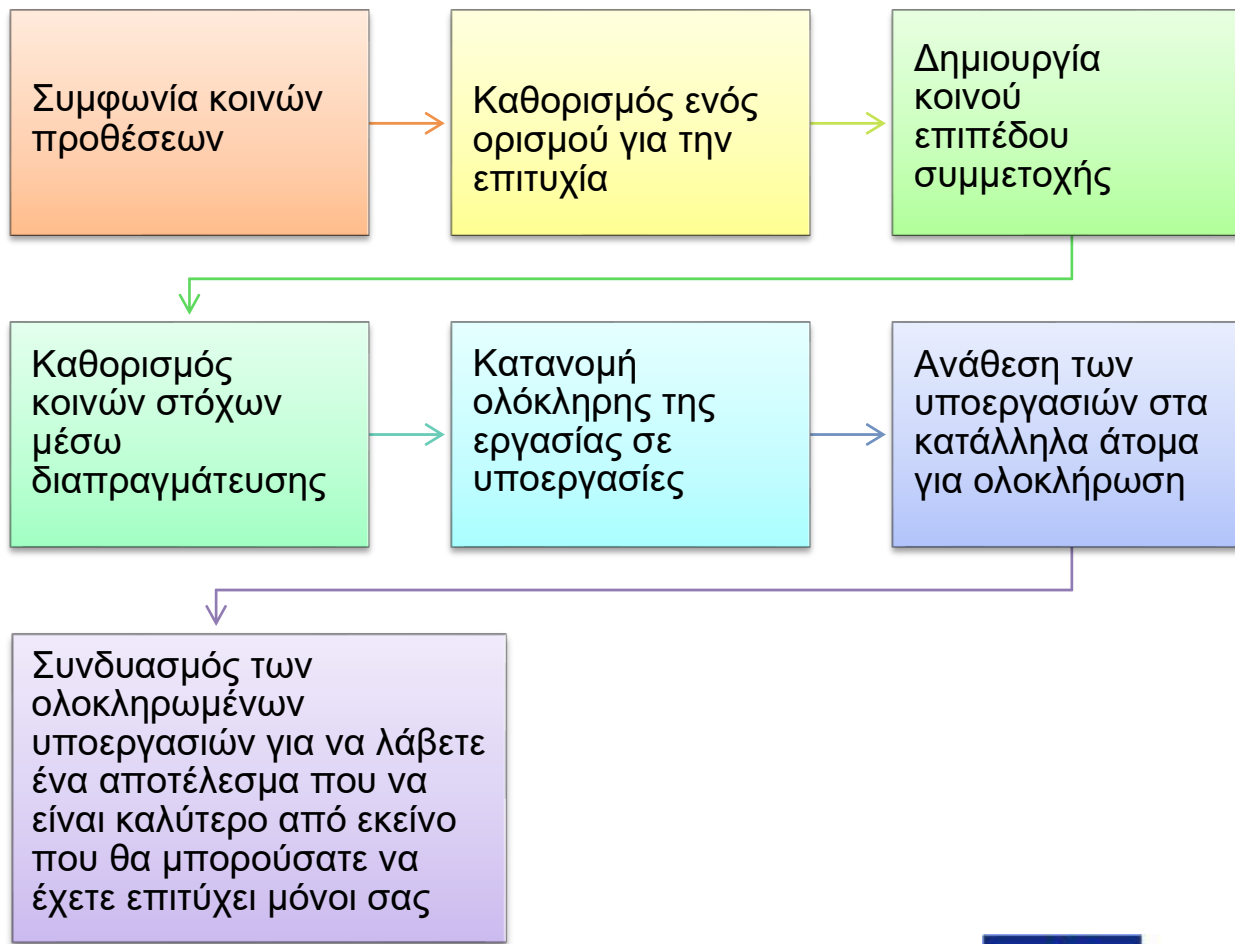 Συμφωνία κοινών
προθέσεων
Καθορισμός ενός
ορισμού για την
επιτυχία
Δημιουργία
κοινού
επιπέδου
συμμετοχής
Καθορισμός
κοινών στόχων
μέσω
διαπραγμάτευσης
Κατανομή
ολόκληρης της
εργασίας σε
υποεργασίες
Ανάθεση των
υποεργασιών στα
κατάλληλα άτομα
για ολοκλήρωση
Συνδυασμός των
ολοκληρωμένων
υποεργασιών για να λάβετε
ένα αποτέλεσμα που να
είναι καλύτερο από εκείνο
που θα μπορούσατε να
έχετε επιτύχει μόνοι σας